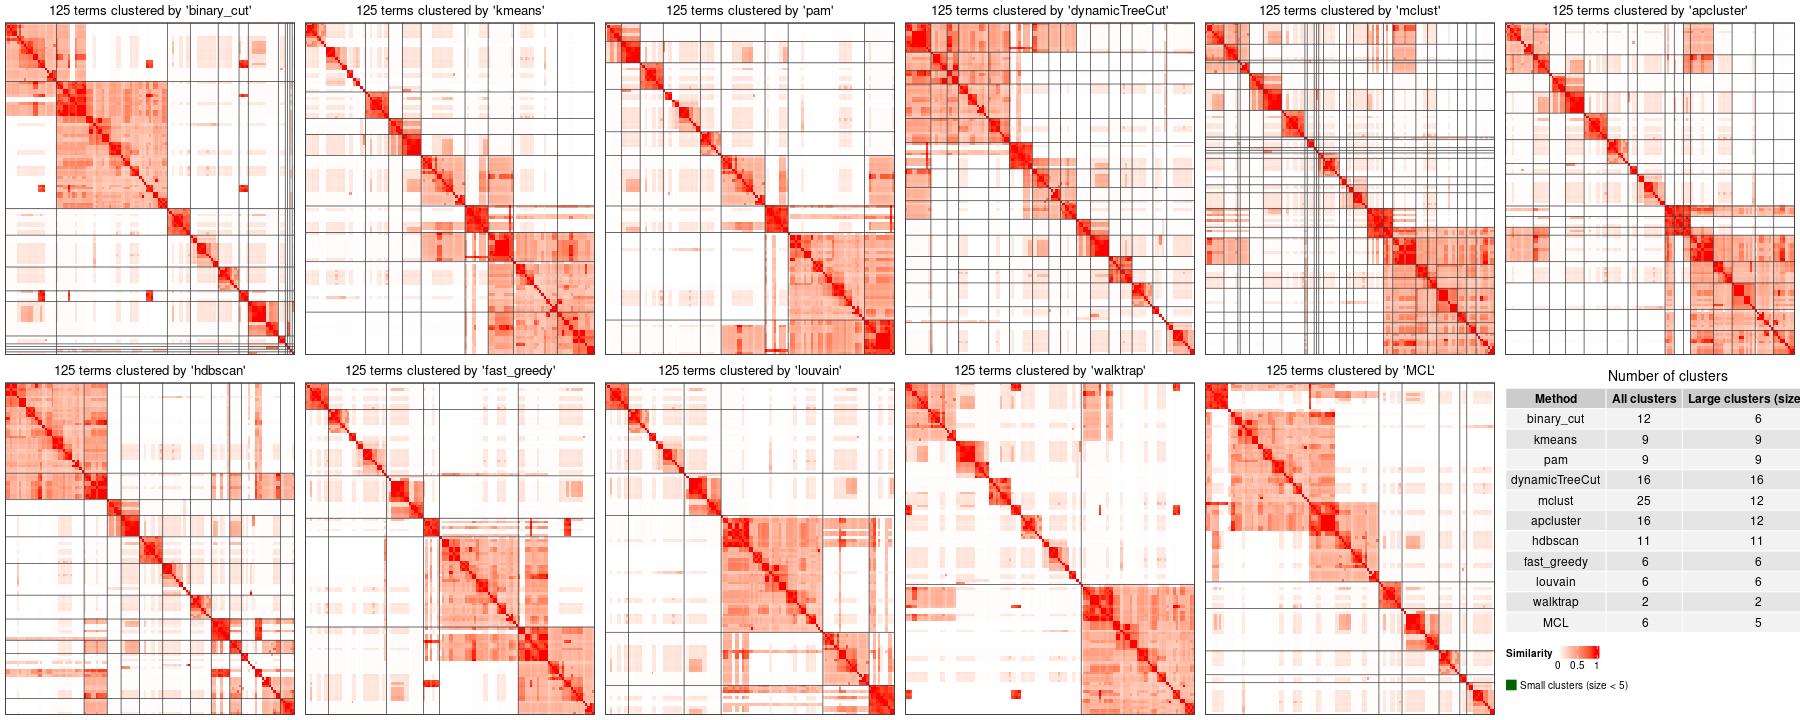 125 terms clustered by 'binary_cut'
125 terms clustered by 'kmeans'
125 terms clustered by 'pam'
125 terms clustered by 'dynamicTreeCut'
125 terms clustered by 'mclust'
125 terms clustered by 'apcluster'
125 terms clustered by 'hdbscan'
125 terms clustered by 'fast_greedy'
125 terms clustered by 'louvain'
125 terms clustered by 'walktrap'
125 terms clustered by 'MCL'
Number of clusters
Method All clusters Large clusters (size
binary_cut 12 6
kmeans 9 9
pam 9 9
dynamicTreeCut 16 16
mclust 25 12
apcluster 16 12
hdbscan 11 11
fast_greedy 6 6
louvain 6 6
walktrap 2 2
MCL 6 5
Similarity
0 0.5 1
Small clusters (size < 5)